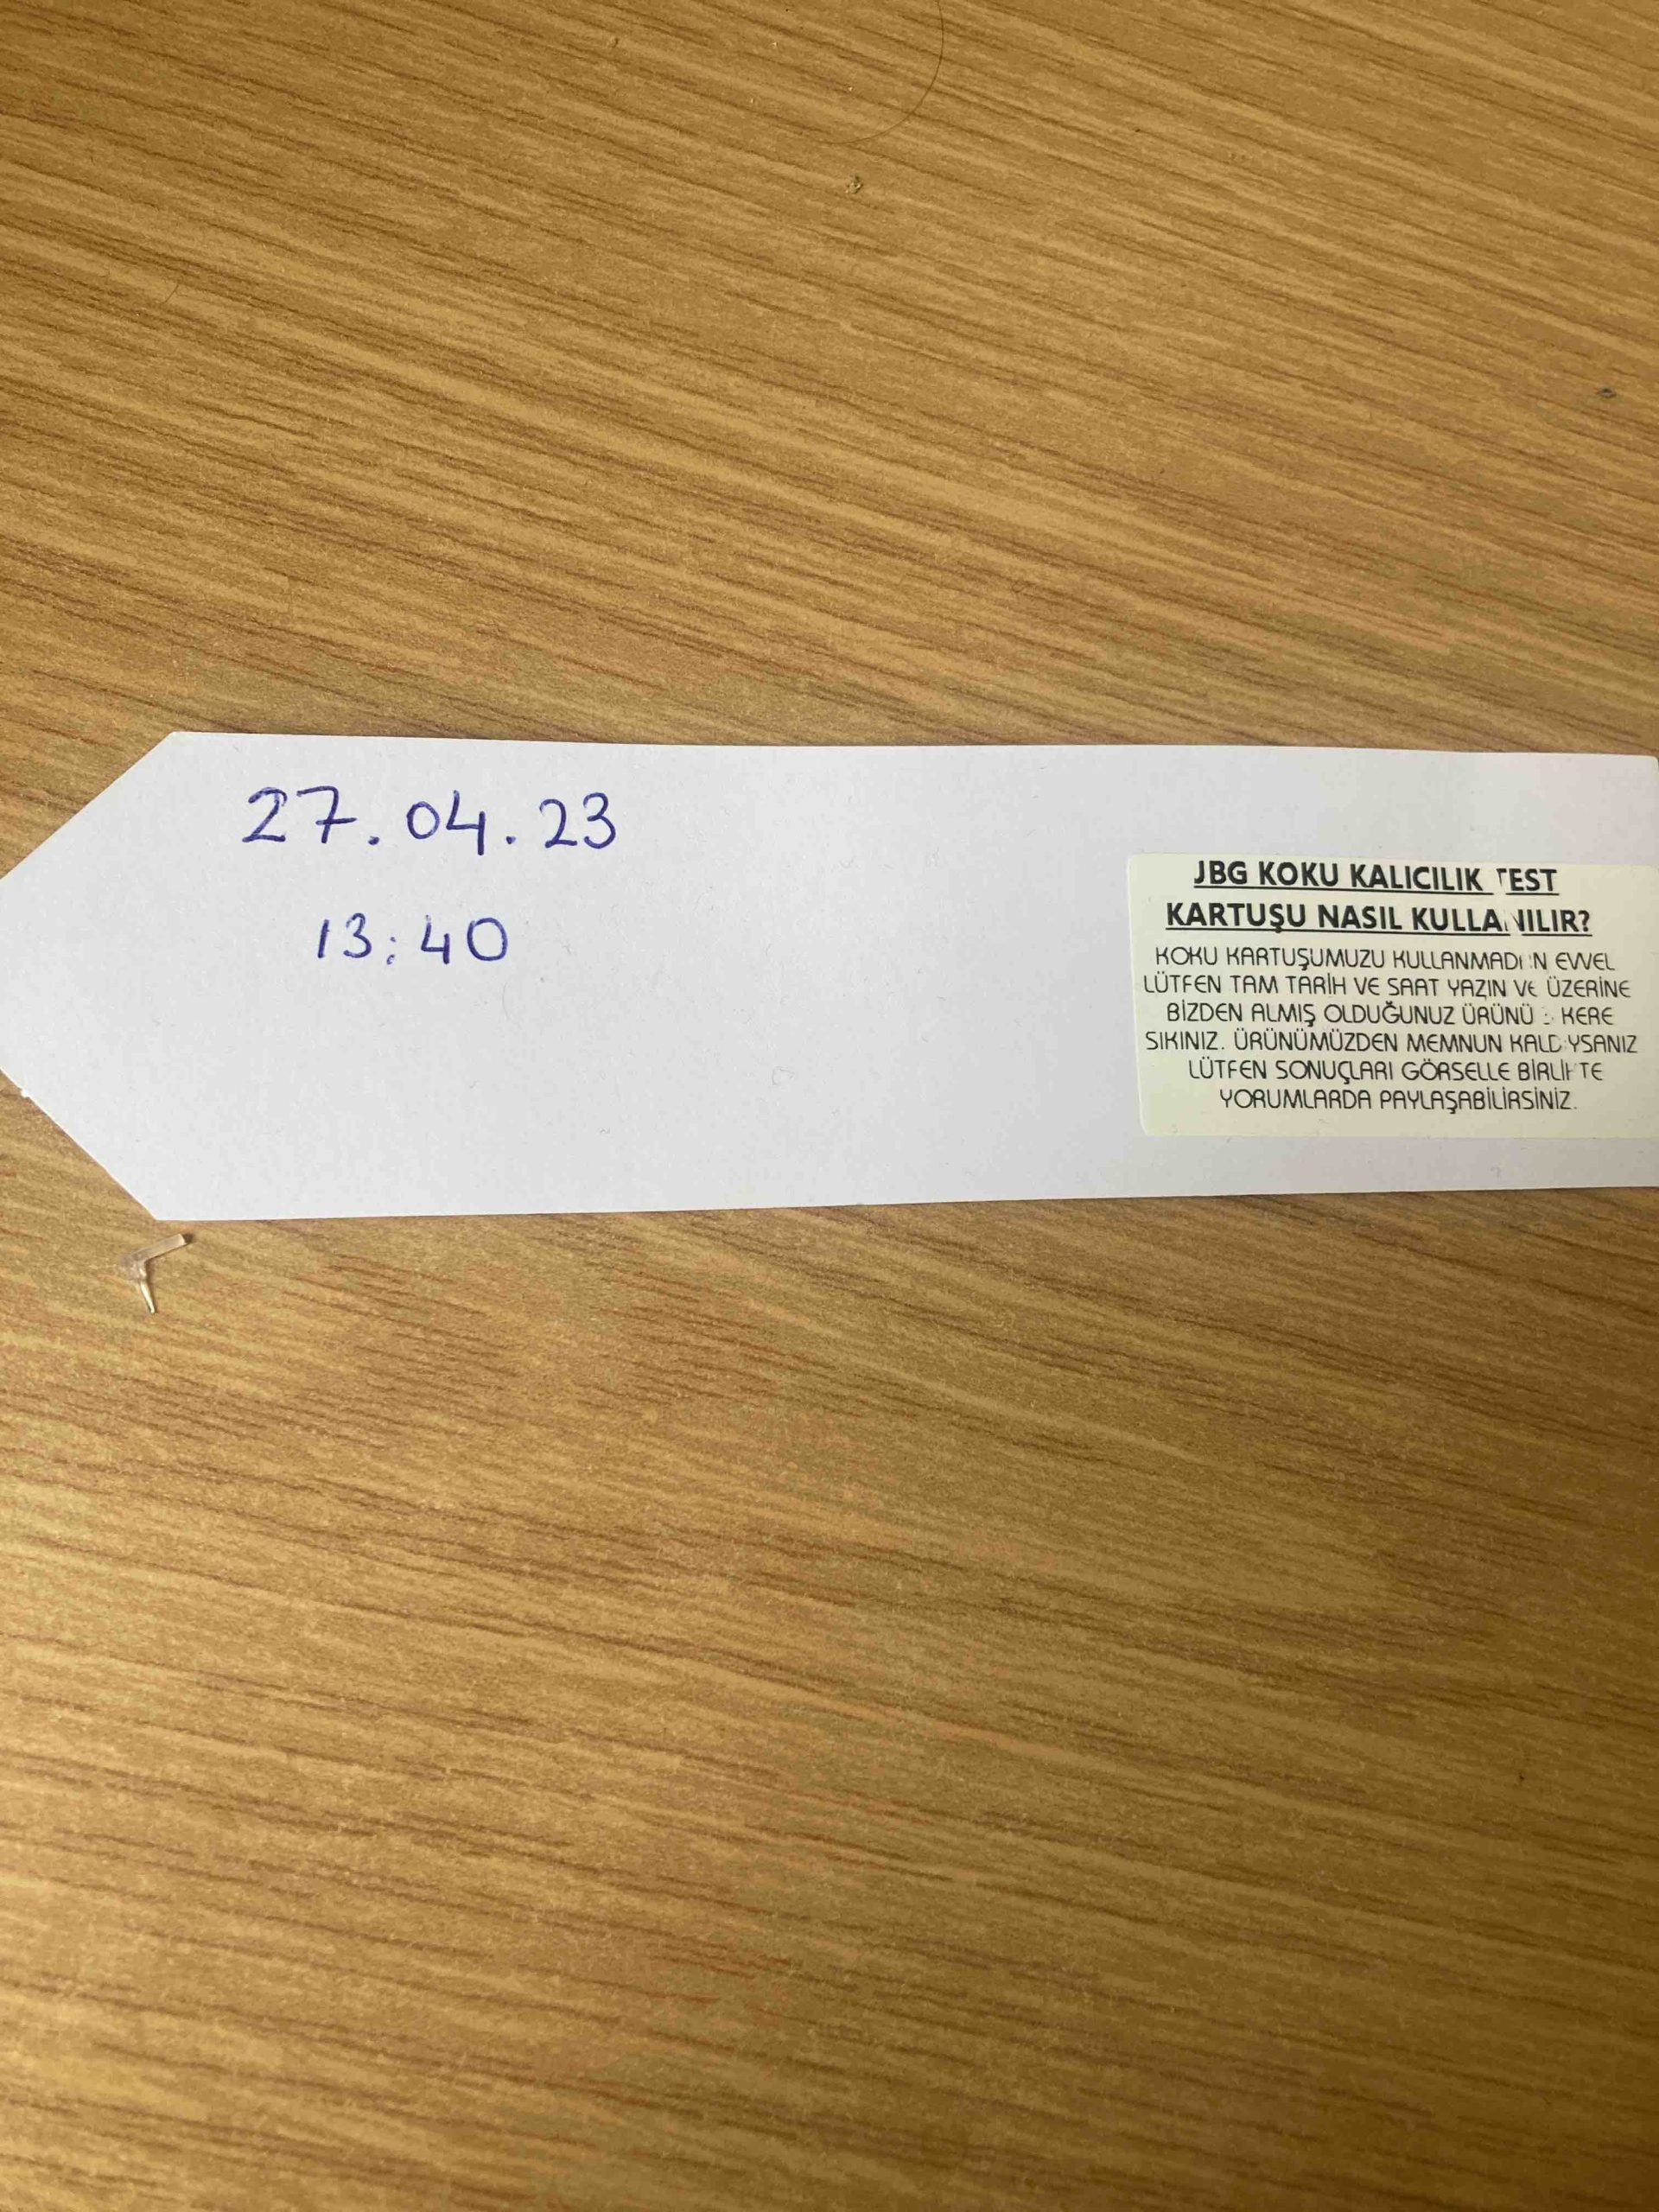 27.04.23
13:40
JBG KOKU KALICILIK TEST
KARTUŞU NASIL KULLANILIR?
KOKU KARTUŞUMUZU KULLANMADAN EVVEL
LÜTFEN TAM TARİH VE SAAT YAZIN VE ÜZERİNE
BİZDEN ALMIŞ OLDUĞUNUZ ÜRÜNÜ KERE
SIKINIZ. ÜRÜNÜMÜZDEN MEMNUN KALDIYSANIZ
LÜTFEN SONUÇLARI GÖRSELLE BİRLİKTE
YORUMLARDA PAYLAŞABİLİRSİNİZ.